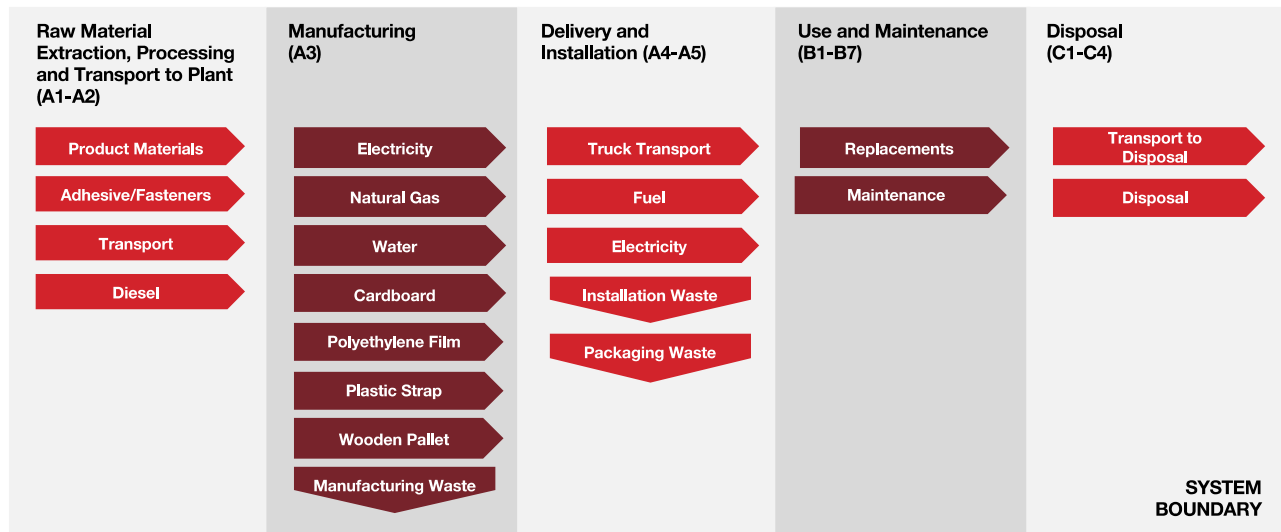 Raw Material
Extraction, Processing
and Transport to Plant
(A1-A2)
Product Materials
Adhesive/Fasteners
Transport
Diesel
Manufacturing
(A3)
Electricity
Natural Gas
Water
Cardboard
Polyethylene Film
Plastic Strap
Wooden Pallet
Manufacturing Waste
Delivery and
Installation (A4-A5)
Truck Transport
Fuel
Electricity
Installation Waste
Packaging Waste
Use and Maintenance
(B1-B7)
Replacements
Maintenance
Disposal
(C1-C4)
Transport to
Disposal
Disposal
SYSTEM
BOUNDARY